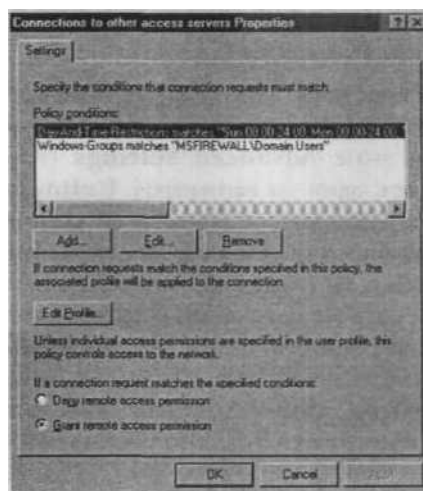 Connections to other access servers Properties
Settings
Specify the conditions that connection requests must match.
Policy conditions:
Day-And-Time-Restrictions matches "Sun 00:00-24:00; Mon 00:00-24:00;
Windows-Groups matches "MSFIREWALL\Domain Users"
Add...
Edit...
Remove
If connection requests match the conditions specified in this policy, the
associated profile will be applied to the connection.
Edit Profile...
Unless individual access permissions are specified in the user profile, this
policy controls access to the network.
If a connection request matches the specified conditions:
Deny remote access permission
Grant remote access permission
OK
Cancel